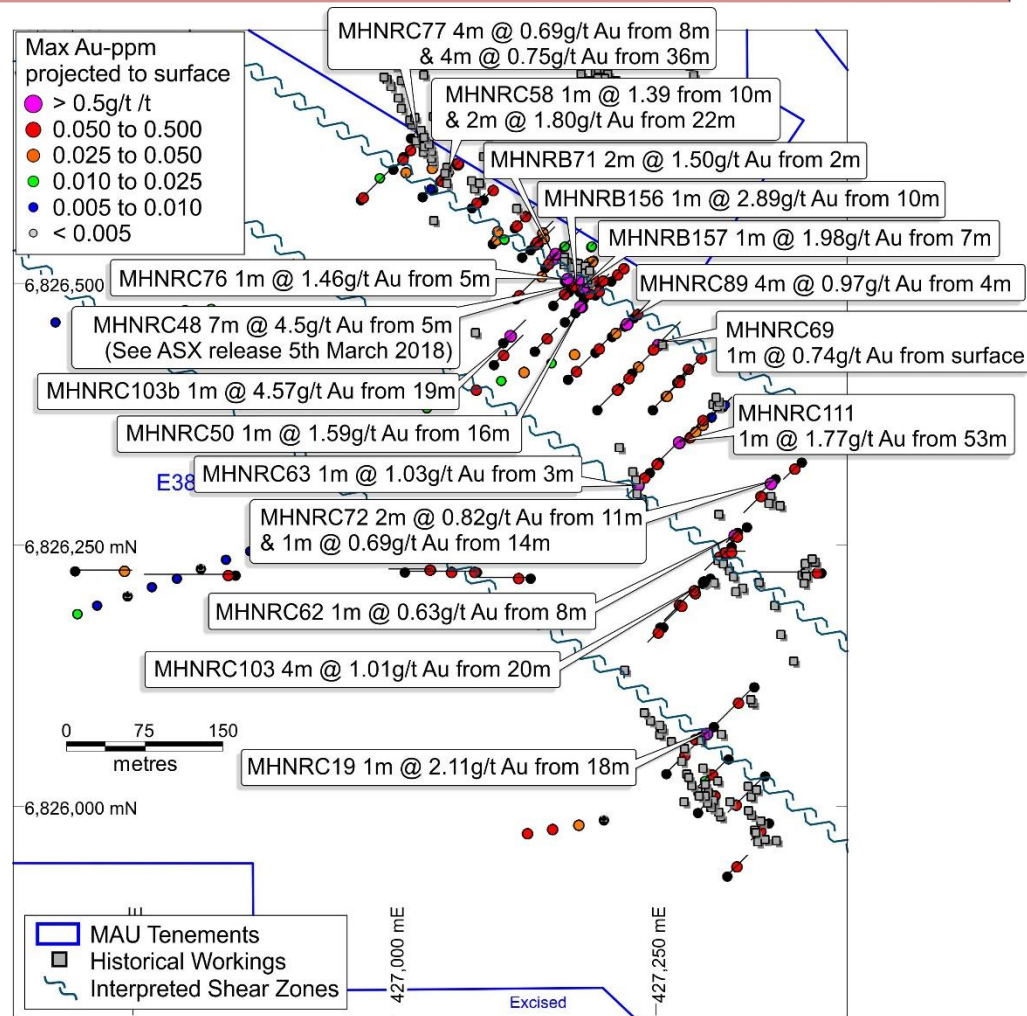 Max Au-ppm
projected to surface
> 0.5g/t /t
0.050 to 0.500
0.025 to 0.050
0.010 to 0.025
0.005 to 0.010
< 0.005
MHNRC77 4m @ 0.69g/t Au from 8m
& 4m @ 0.75g/t Au from 36m
MHNRC58 1m @ 1.39 from 10m
& 2m @ 1.80g/t Au from 22m
MHNRB71 2m @ 1.50g/t Au from 2m
MHNRB156 1m @ 2.89g/t Au from 10m
MHNRB157 1m @ 1.98g/t Au from 7m
MHNRC76 1m @ 1.46g/t Au from 5m
MHNRC89 4m @ 0.97g/t Au from 4m
6,826,500
MHNRC48 7m @ 4.5g/t Au from 5m
(See ASX release 5th March 2018)
MHNRC69
1m @ 0.74g/t Au from surface
MHNRC103b 1m @ 4.57g/t Au from 19m
MHNRC50 1m @ 1.59g/t Au from 16m
MHNRC111
1m @ 1.77g/t Au from 53m
MHNRC63 1m @ 1.03g/t Au from 3m
E38
MHNRC72 2m @ 0.82g/t Au from 11m
& 1m @ 0.69g/t Au from 14m
6,826,250 mN
MHNRC62 1m @ 0.63g/t Au from 8m
MHNRC103 4m @ 1.01g/t Au from 20m
0 75 150
metres
MHNRC19 1m @ 2.11g/t Au from 18m
6,826,000 mN
MAU Tenements
Historical Workings
Interpreted Shear Zones
427,000 mE
427,250 mE
Excised